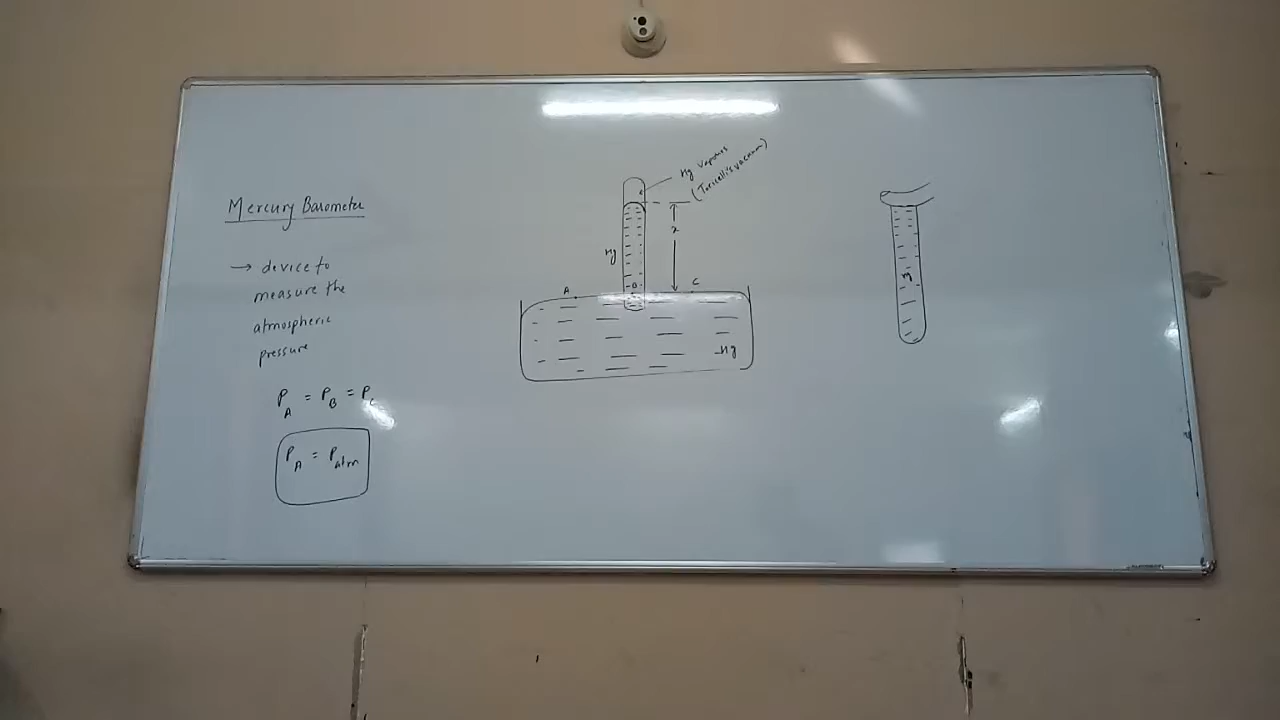 Mercury Barometer
→ device to
measure the
atmospheric
pressure
P_A = P_B = P_C
P_A = P_atm
Hg vapours
(Toricelli's vacuum)
Hg
x
A
B
C
Hg
Hg